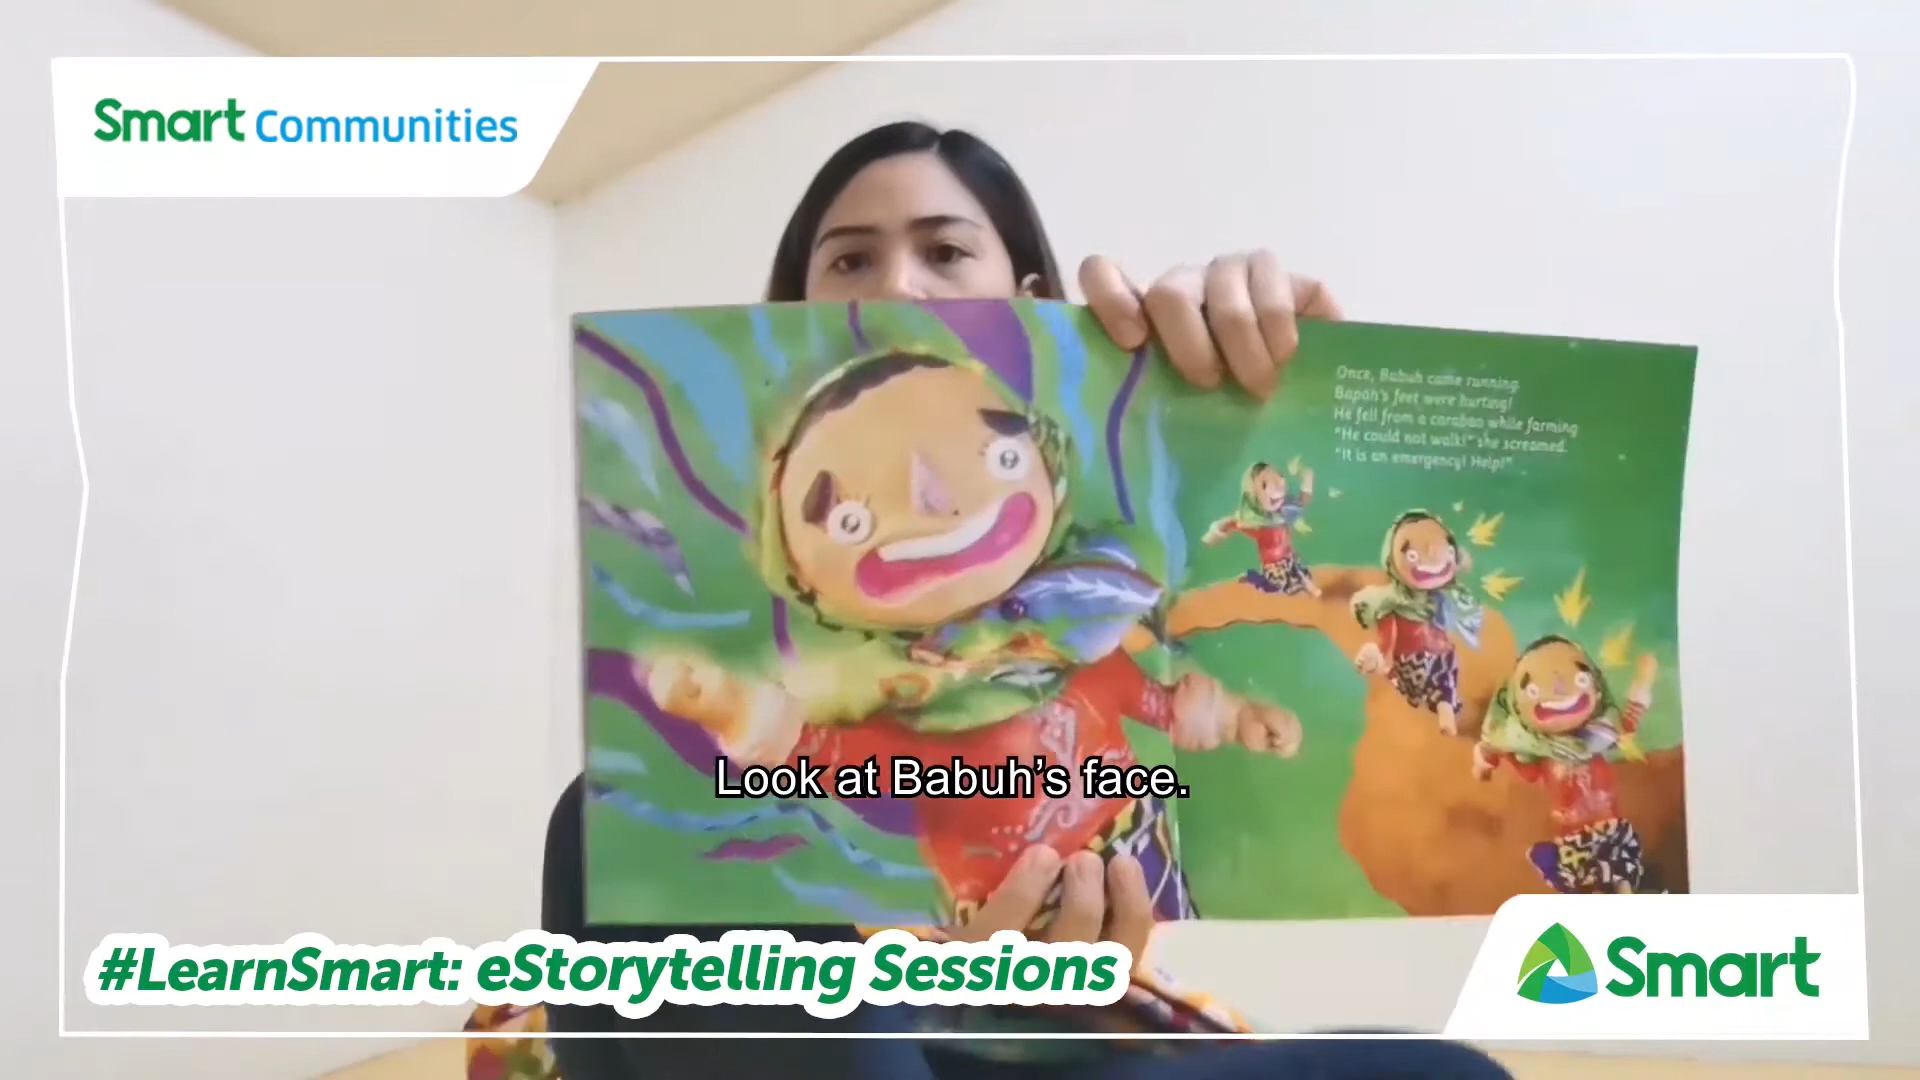 Smart Communities
Once, Babuh came running.
Bapah's feet were hurting!
He fell from a carabao while farming
"He could not walk!" she screamed.
"It is an emergency! Help!"
Look at Babuh's face.
#LearnSmart: eStorytelling Sessions
Smart